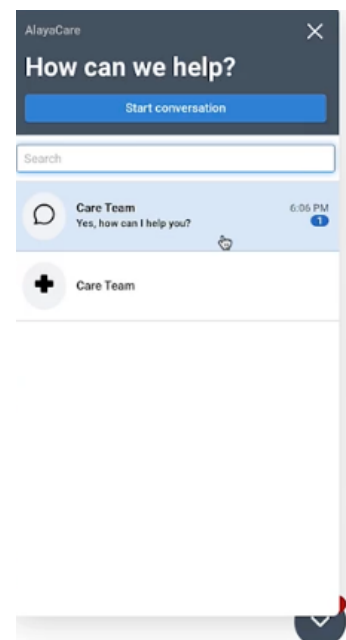 AlayaCare
How can we help?
Start conversation
Search
Care Team
6:06 PM
Yes, how can I help you?
1
Care Team